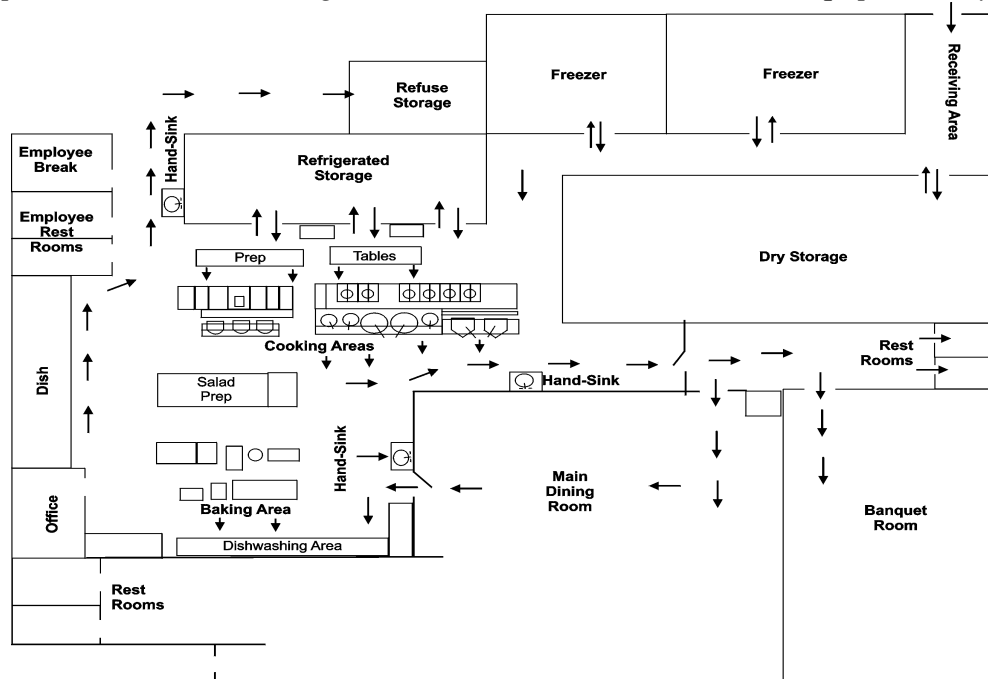 Freezer
Freezer
Receiving Area
Refuse
Storage
Hand-Sink
Employee
Break
Refrigerated
Storage
Employee
Rest
Rooms
Prep
Tables
Dry Storage
Cooking Areas
Rest
Rooms
Dish
Salad
Prep
Hand-Sink
Hand-Sink
Main
Dining
Room
Office
Baking Area
Banquet
Room
Dishwashing Area
Rest
Rooms